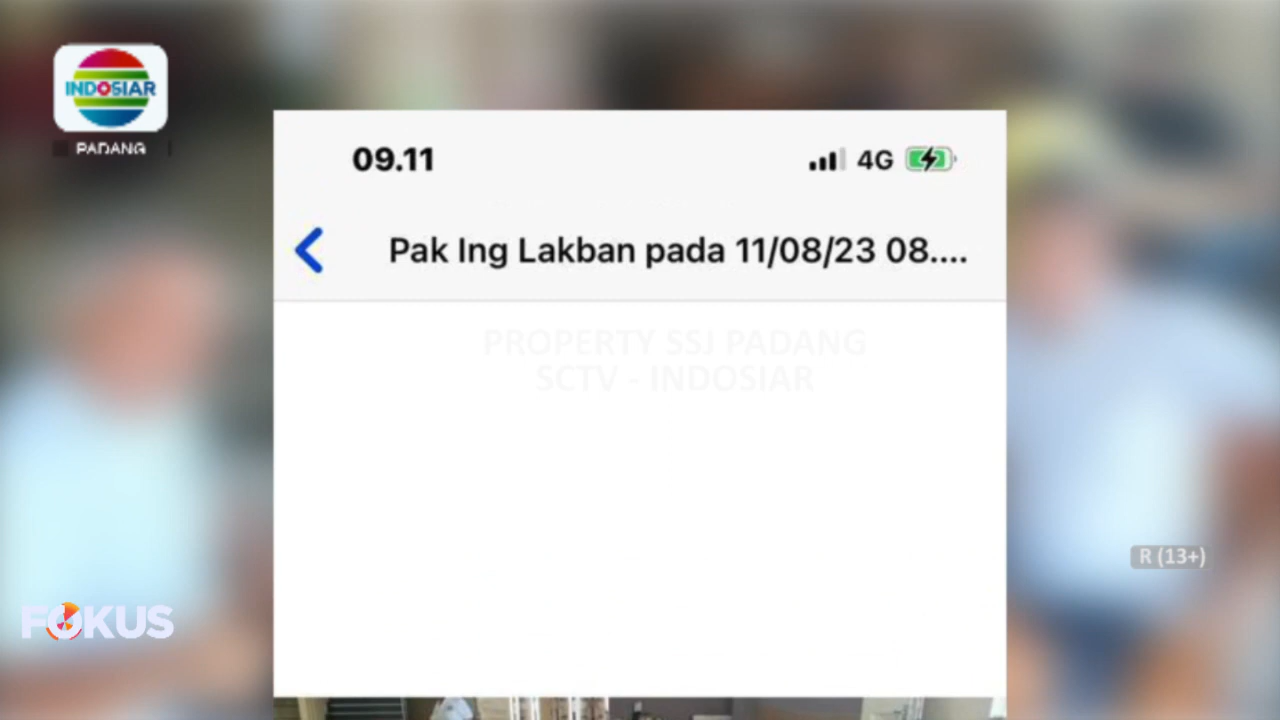 INDOSIAR
PADANG
09.11
4G
Pak Ing Lakban pada 11/08/23 08....
PROPERTY SSJ PADANG
SCTV - INDOSIAR
R (13+)
FOKUS